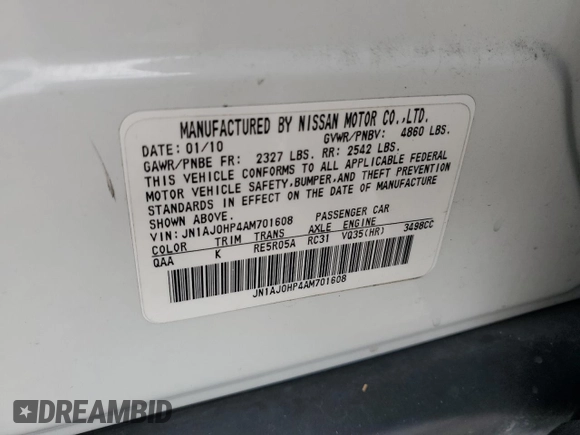 MANUFACTURED BY NISSAN MOTOR CO.,LTD.
DATE: 01/10 GVWR/PNBV: 4860 LBS.
GAWR/PNBE FR: 2327 LBS. RR: 2542 LBS.
THIS VEHICLE CONFORMS TO ALL APPLICABLE FEDERAL
MOTOR VEHICLE SAFETY,BUMPER,AND THEFT PREVENTION
STANDARDS IN EFFECT ON THE DATE OF MANUFACTURE
SHOWN ABOVE.
VIN: JN1AJ0HP4AM701608 PASSENGER CAR
COLOR TRIM TRANS AXLE ENGINE
QAA K RE5R05A RC31 VQ35(HR) 3498CC
JN1AJ0HP4AM701608
DREAMBID